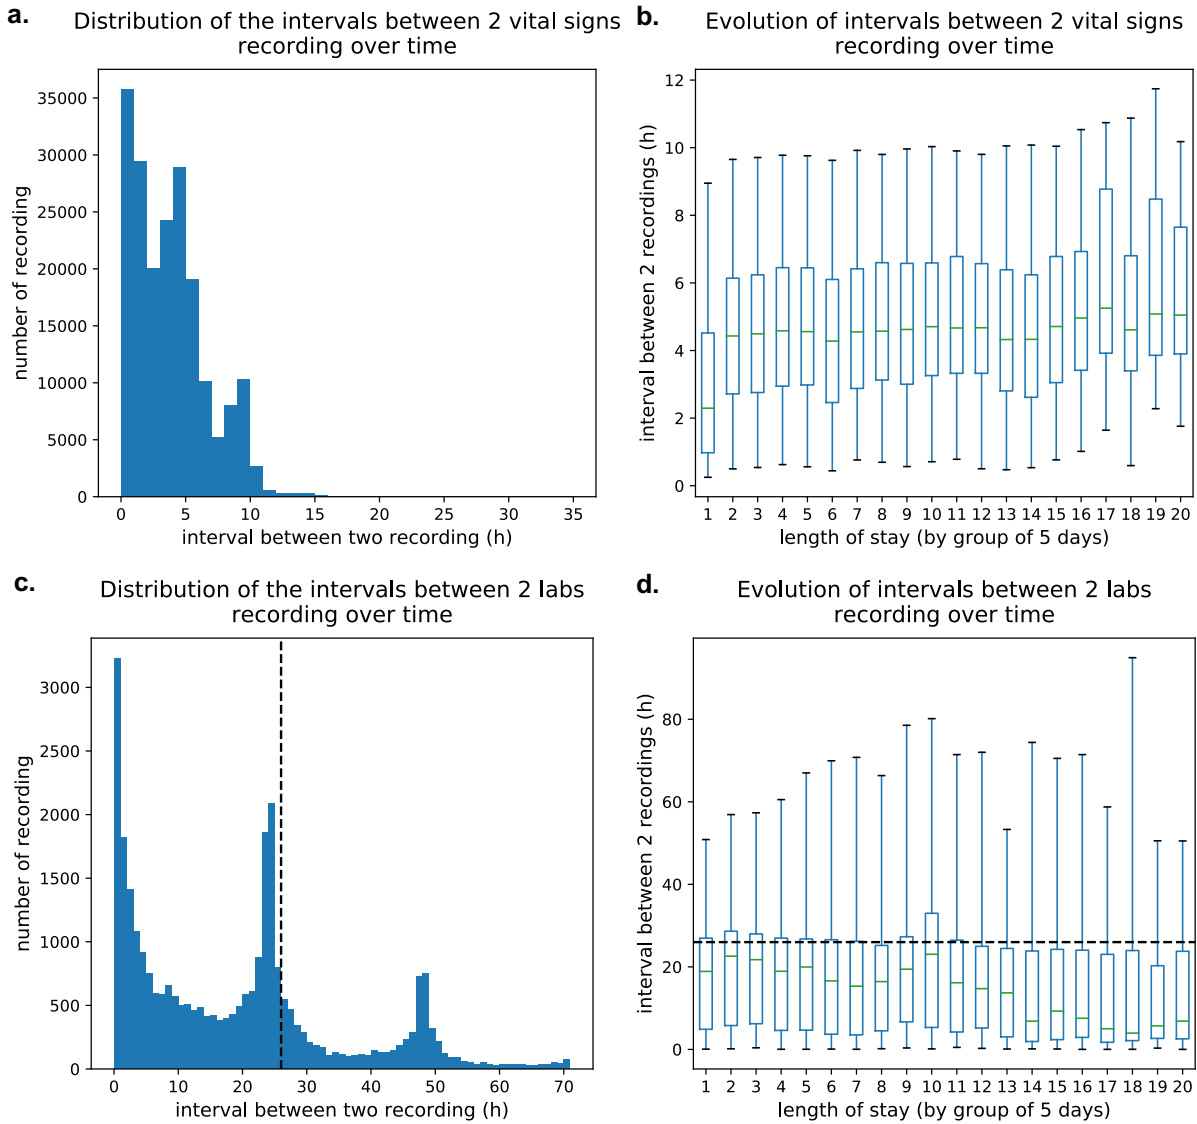 a.
Distribution of the intervals between 2 vital signs
recording over time
35000
30000
25000
20000
15000
10000
5000
0
number of recording
0 5 10 15 20 25 30 35
interval between two recording (h)
b.
Evolution of intervals between 2 vital signs
recording over time
12
10
8
6
4
2
0
interval between 2 recordings (h)
1 2 3 4 5 6 7 8 9 10 11 12 13 14 15 16 17 18 19 20
length of stay (by group of 5 days)
c.
Distribution of the intervals between 2 labs
recording over time
3000
2500
2000
1500
1000
500
0
number of recording
0 10 20 30 40 50 60 70
interval between two recording (h)
d.
Evolution of intervals between 2 labs
recording over time
80
60
40
20
0
interval between 2 recordings (h)
1 2 3 4 5 6 7 8 9 10 11 12 13 14 15 16 17 18 19 20
length of stay (by group of 5 days)